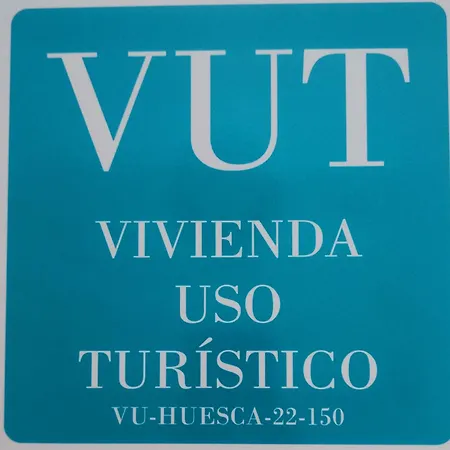 VUT
VIVIENDA
USO
TURÍSTICO
VU-HUESCA-22-150